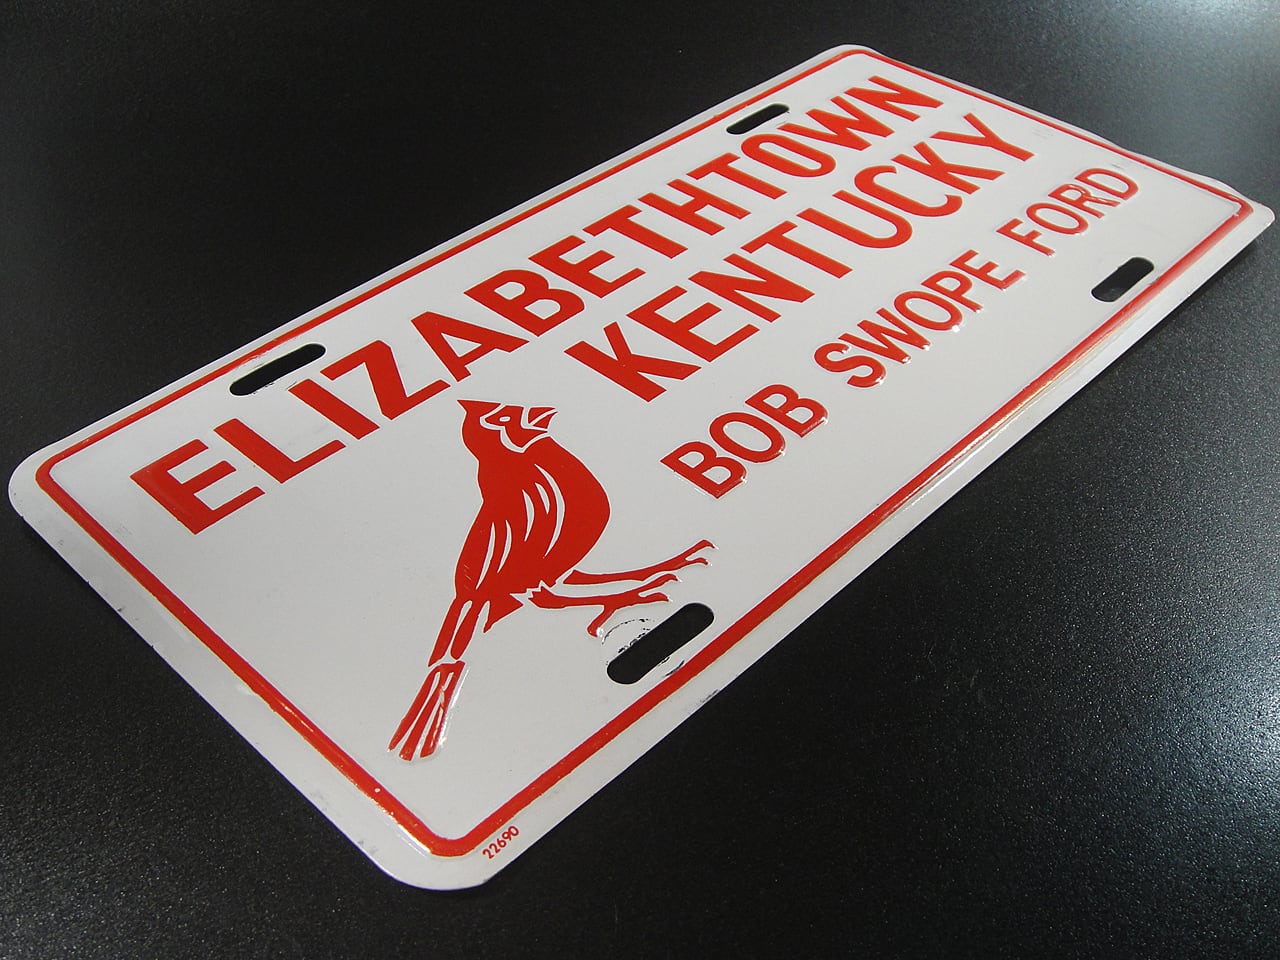 ELIZABETHTOWN
KENTUCKY
BOB SWOPE FORD
22690